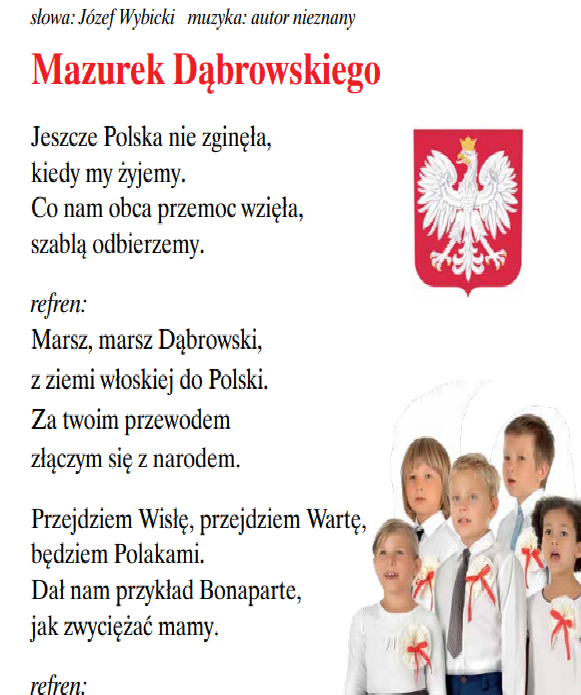 słowa: Józef Wybicki muzyka: autor nieznany
Mazurek Dąbrowskiego
Jeszcze Polska nie zginęła,
kiedy my żyjemy.
Co nam obca przemoc wzięła,
szablą odbierzemy.
refren:
Marsz, marsz Dąbrowski,
z ziemi włoskiej do Polski.
Za twoim przewodem
złączym się z narodem.
Przejdziem Wisłę, przejdziem Wartę,
będziem Polakami.
Dał nam przykład Bonaparte,
jak zwyciężać mamy.
refren: